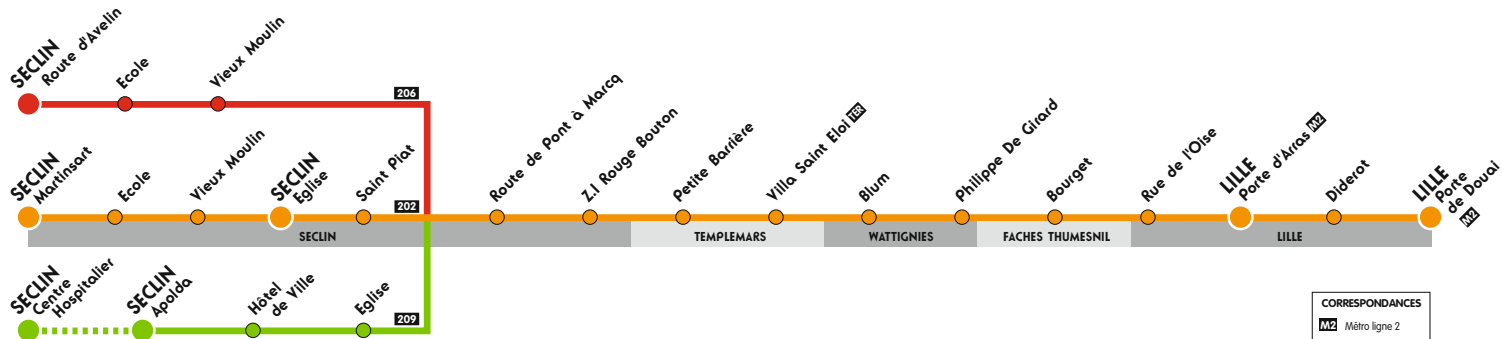 SECLIN
Route d'Avelin
Ecole
Vieux Moulin
206
SECLIN
Martinsart
Ecole
Vieux Moulin
SECLIN
Eglise
Saint Piat
202
Route de Pont à Marcq
Z.I Rouge Bouton
Petite Barrière
Villa Saint Eloi TER
Blum
Philippe De Girard
Bourget
Rue de l'Oise
LILLE
Porte d'Arras M2
Diderot
LILLE
Porte
de Douai
M2
SECLIN
TEMPLEMARS
WATTIGNIES
FACHES THUMESNIL
LILLE
SECLIN
Centre
Hospitalier
SECLIN
Apolda
Hôtel
de Ville
Eglise
209
CORRESPONDANCES
M2 Métro ligne 2